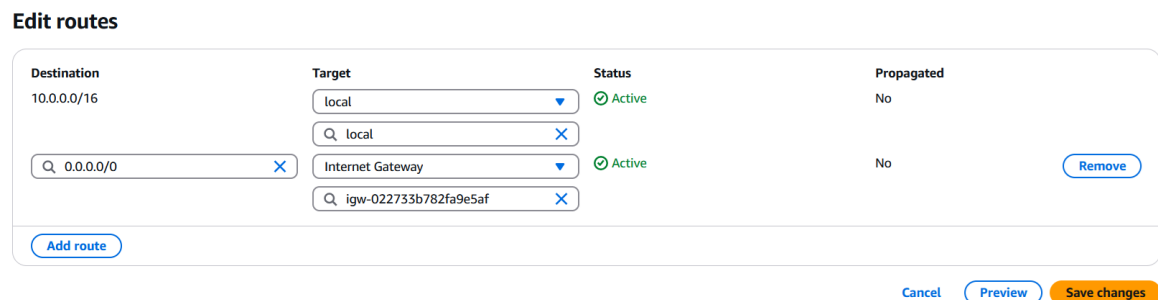 Edit routes
Destination Target Status Propagated
10.0.0.0/16 local Active No
local
0.0.0.0/0 Internet Gateway Active No Remove
igw-022733b782fa9e5af
Add route
Cancel Preview Save changes